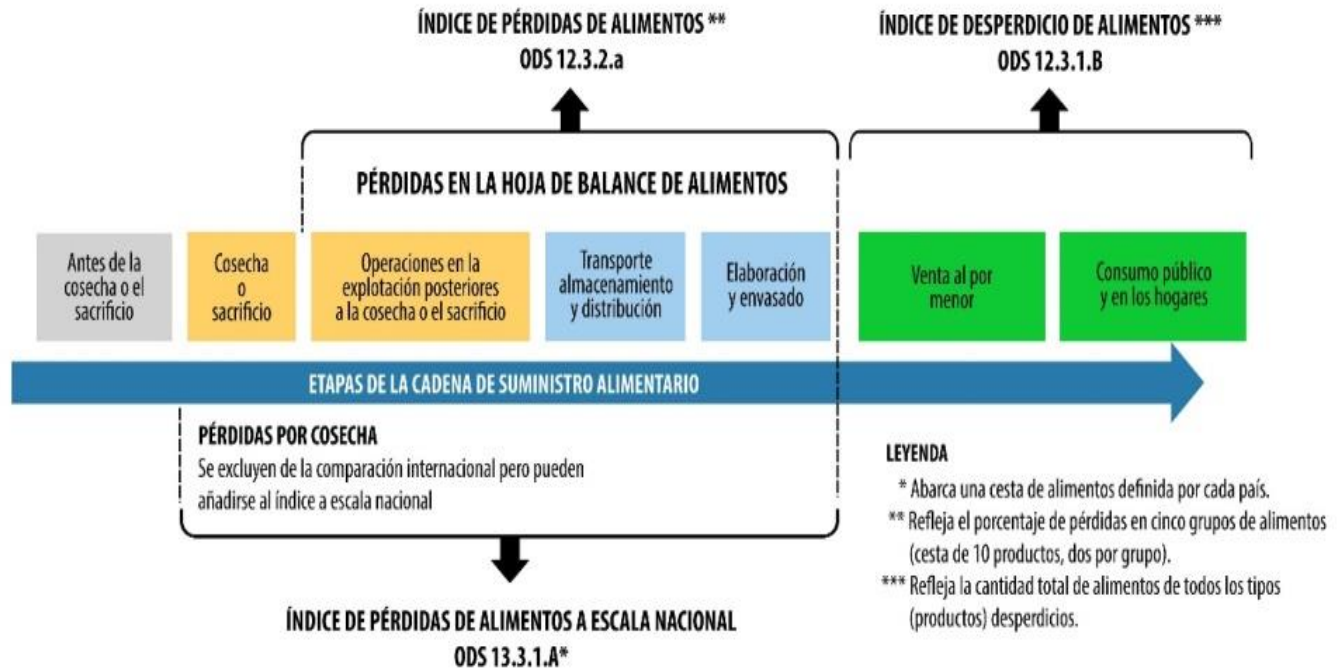 ÍNDICE DE PÉRDIDAS DE ALIMENTOS **
ODS 12.3.2.a
ÍNDICE DE DESPERDICIO DE ALIMENTOS ***
ODS 12.3.1.B
PÉRDIDAS EN LA HOJA DE BALANCE DE ALIMENTOS
Antes de la
cosecha o el
sacrificio
Cosecha
o
sacrificio
Operaciones en la
explotación posteriores
a la cosecha o el sacrificio
Transporte
almacenamiento
y distribución
Elaboración
y envasado
Venta al por
menor
Consumo público
y en los hogares
ETAPAS DE LA CADENA DE SUMINISTRO ALIMENTARIO
PÉRDIDAS POR COSECHA
Se excluyen de la comparación internacional pero pueden
añadirse al índice a escala nacional
LEYENDA
* Abarca una cesta de alimentos definida por cada país.
** Refleja el porcentaje de pérdidas en cinco grupos de alimentos
(cesta de 10 productos, dos por grupo).
*** Refleja la cantidad total de alimentos de todos los tipos
(productos) desperdicios.
ÍNDICE DE PÉRDIDAS DE ALIMENTOS A ESCALA NACIONAL
ODS 13.3.1.A*